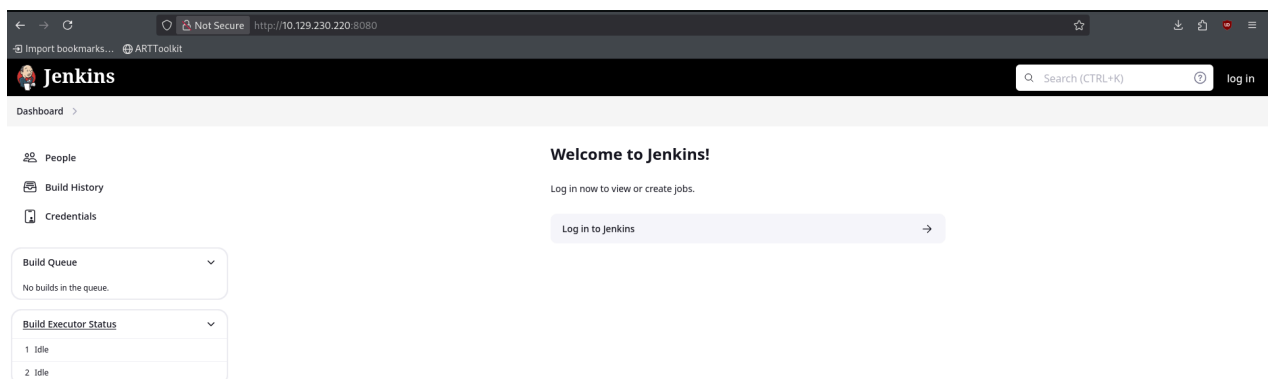 Not Secure http://10.129.230.220:8080
Import bookmarks... ARTToolkit
Jenkins
Search (CTRL+K)
log in
Dashboard
People
Build History
Credentials
Build Queue
No builds in the queue.
Build Executor Status
1 Idle
2 Idle
Welcome to Jenkins!
Log in now to view or create jobs.
Log in to Jenkins